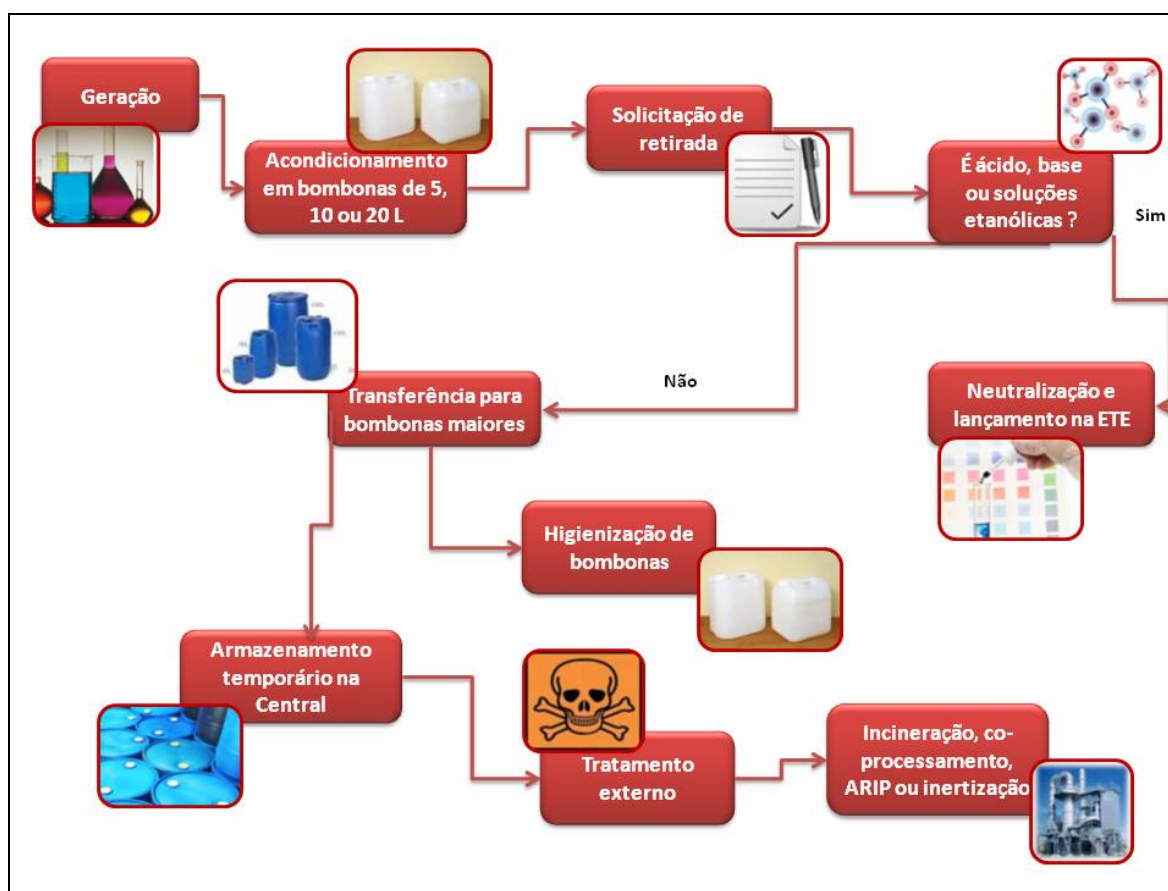 Geração
Acondicionamento
em bombonas de 5,
10 ou 20 L
Solicitação de
retirada
É ácido, base
ou soluções
etanólicas ?
Sim
Não
Transferência para
bombonas maiores
Neutralização e
lançamento na ETE
Higienização de
bombonas
Armazenamento
temporário na
Central
Tratamento
externo
Incineração, co-
processamento,
ARIP ou inertização